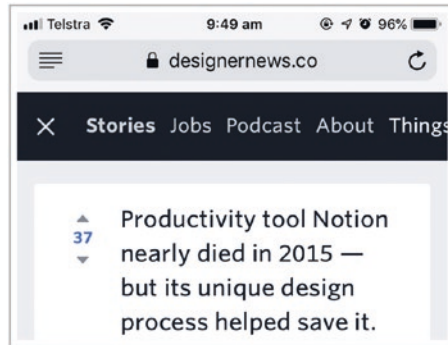 Telstra 9:49 am 96%
designernews.co
Stories Jobs Podcast About Things
37
Productivity tool Notion
nearly died in 2015 —
but its unique design
process helped save it.